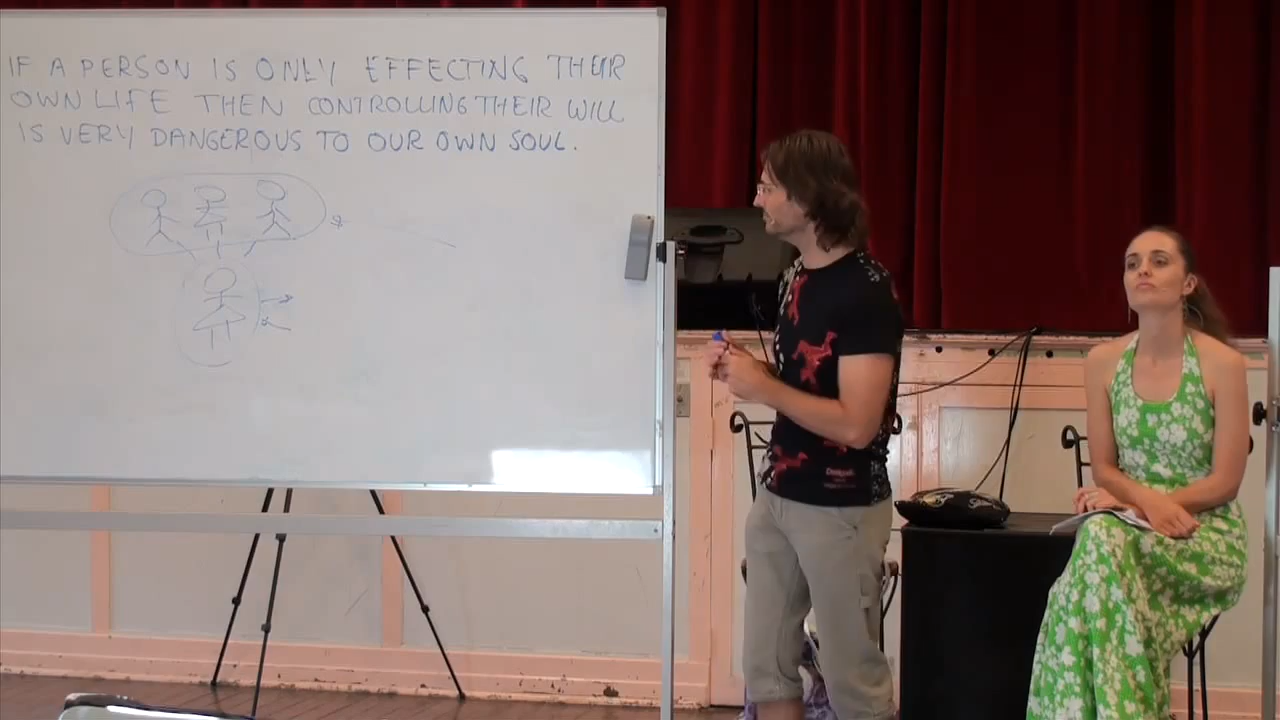 IF A PERSON IS ONLY EFFECTING THEIR
OWN LIFE THEN CONTROLLING THEIR WILL
IS VERY DANGEROUS TO OUR OWN SOUL.
Desigual